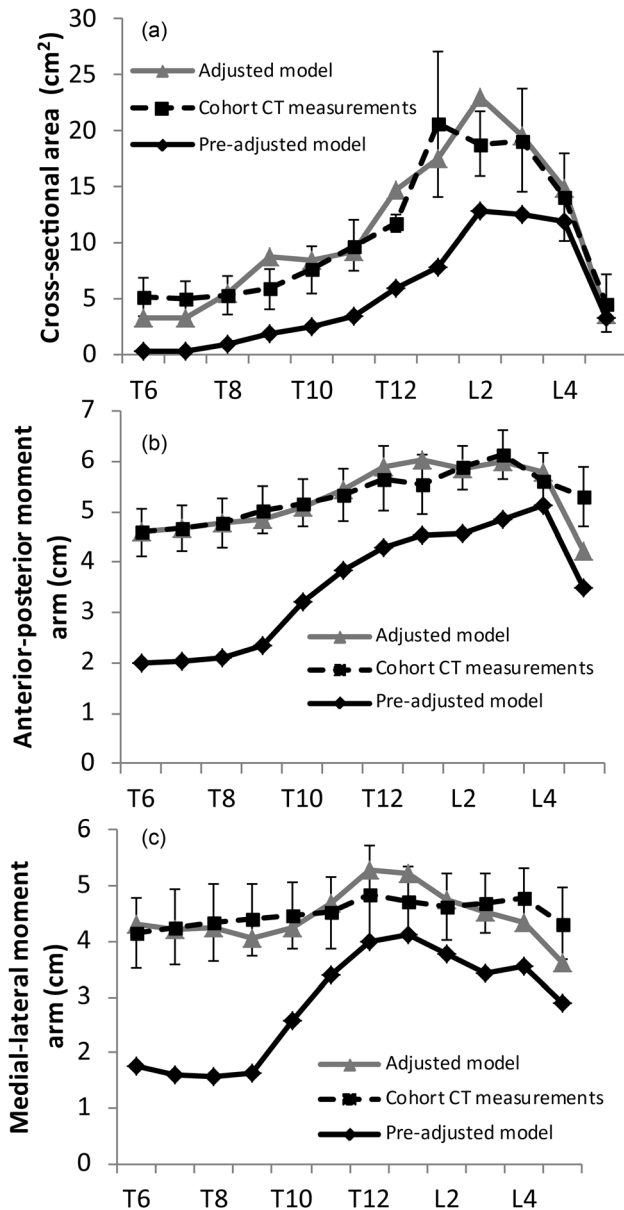 (a)
Cross-sectional area (cm²)
30
25
20
15
10
5
0
Adjusted model
Cohort CT measurements
Pre-adjusted model
T6 T8 T10 T12 L2 L4
(b)
Anterior-posterior moment
arm (cm)
7
6
5
4
3
2
1
0
Adjusted model
Cohort CT measurements
Pre-adjusted model
T6 T8 T10 T12 L2 L4
(c)
Medial-lateral moment
arm (cm)
6
5
4
3
2
1
0
Adjusted model
Cohort CT measurements
Pre-adjusted model
T6 T8 T10 T12 L2 L4